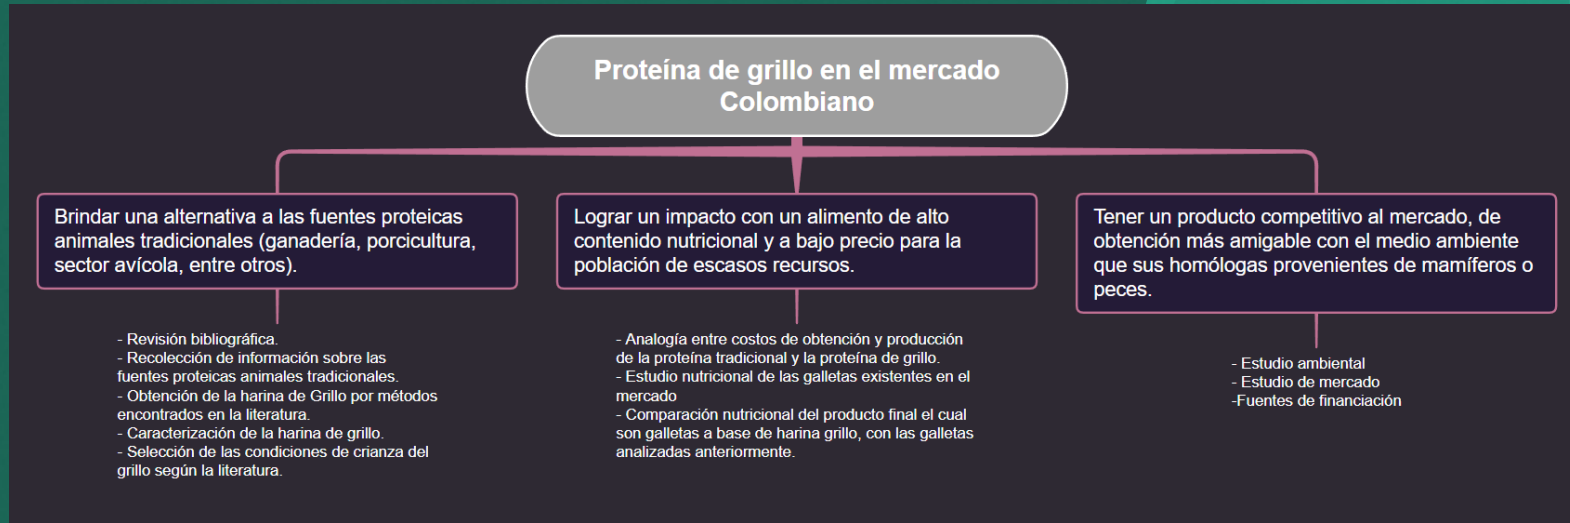 Proteína de grillo en el mercado
Colombiano
Brindar una alternativa a las fuentes proteicas
animales tradicionales (ganadería, porcicultura,
sector avícola, entre otros).
- Revisión bibliográfica.
- Recolección de información sobre las
fuentes proteicas animales tradicionales.
- Obtención de la harina de Grillo por métodos
encontrados en la literatura.
- Caracterización de la harina de grillo.
- Selección de las condiciones de crianza del
grillo según la literatura.
Lograr un impacto con un alimento de alto
contenido nutricional y a bajo precio para la
población de escasos recursos.
- Analogía entre costos de obtención y producción
de la proteína tradicional y la proteína de grillo.
- Estudio nutricional de las galletas existentes en el
mercado
- Comparación nutricional del producto final el cual
son galletas a base de harina grillo, con las galletas
analizadas anteriormente.
Tener un producto competitivo al mercado, de
obtención más amigable con el medio ambiente
que sus homólogas provenientes de mamíferos o
peces.
- Estudio ambiental
- Estudio de mercado
-Fuentes de financiación